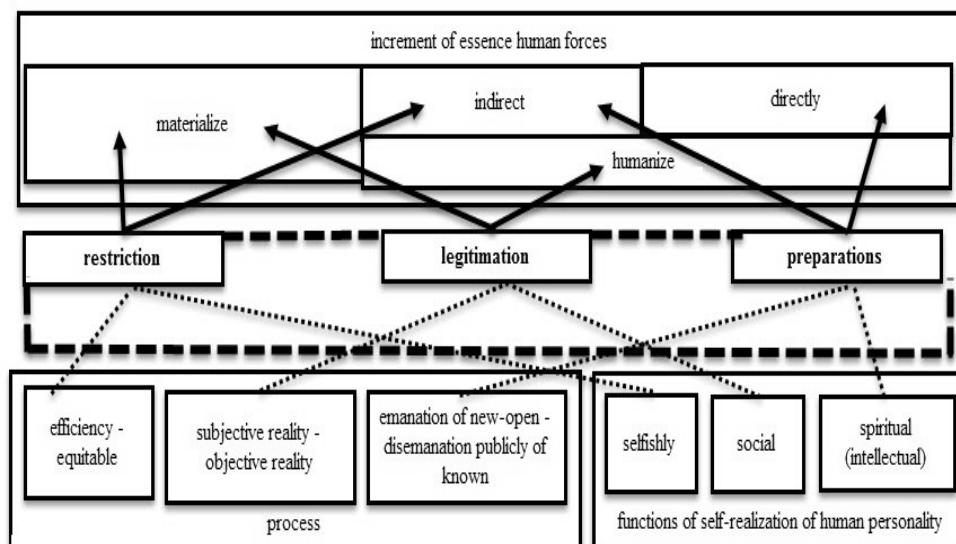 increment of essence human forces
materialize
indirect
directly
humanize
restriction
legitimation
preparations
efficiency -
equitable
subjective reality -
objective reality
emanation of new-open -
disemanation publicly of
known
selfishly
social
spiritual
(intellectual)
process
functions of self-realization of human personality